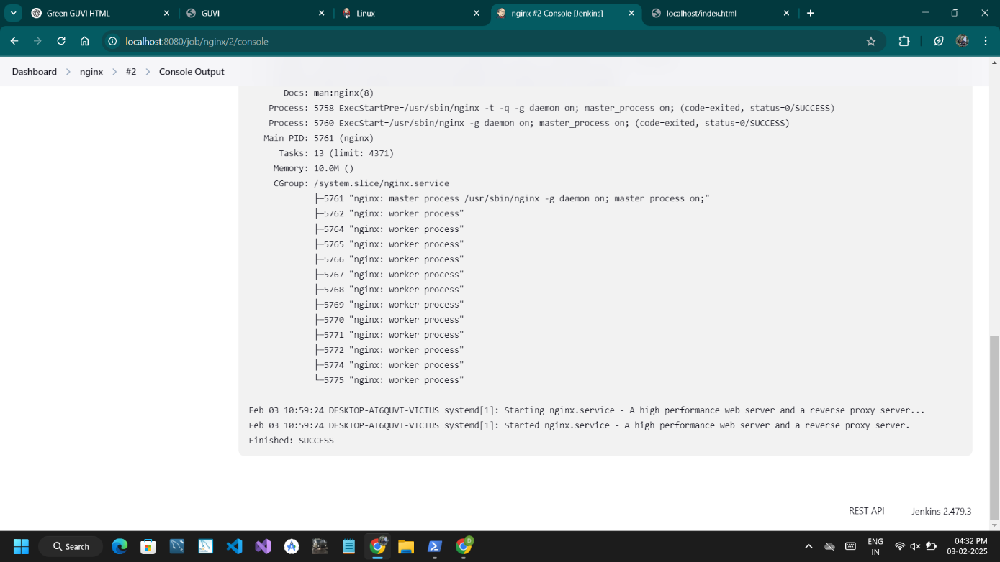 Green GUVI HTML
GUVI
Linux
nginx #2 Console [Jenkins]
localhost/index.html
localhost:8080/job/nginx/2/console
Dashboard > nginx > #2 > Console Output
Docs: man:nginx(8)
Process: 5758 ExecStartPre=/usr/sbin/nginx -t -q -g daemon on; master_process on; (code=exited, status=0/SUCCESS)
Process: 5760 ExecStart=/usr/sbin/nginx -g daemon on; master_process on; (code=exited, status=0/SUCCESS)
Main PID: 5761 (nginx)
Tasks: 13 (limit: 4371)
Memory: 10.0M ()
CGroup: /system.slice/nginx.service
├─5761 "nginx: master process /usr/sbin/nginx -g daemon on; master_process on;"
├─5762 "nginx: worker process"
├─5764 "nginx: worker process"
├─5765 "nginx: worker process"
├─5766 "nginx: worker process"
├─5767 "nginx: worker process"
├─5768 "nginx: worker process"
├─5769 "nginx: worker process"
├─5770 "nginx: worker process"
├─5771 "nginx: worker process"
├─5772 "nginx: worker process"
├─5774 "nginx: worker process"
└─5775 "nginx: worker process"
Feb 03 10:59:24 DESKTOP-AI6QUVT-VICTUS systemd[1]: Starting nginx.service - A high performance web server and a reverse proxy server...
Feb 03 10:59:24 DESKTOP-AI6QUVT-VICTUS systemd[1]: Started nginx.service - A high performance web server and a reverse proxy server.
Finished: SUCCESS
REST API
Jenkins 2.479.3
Search
ENG
IN
04:32 PM
03-02-2025